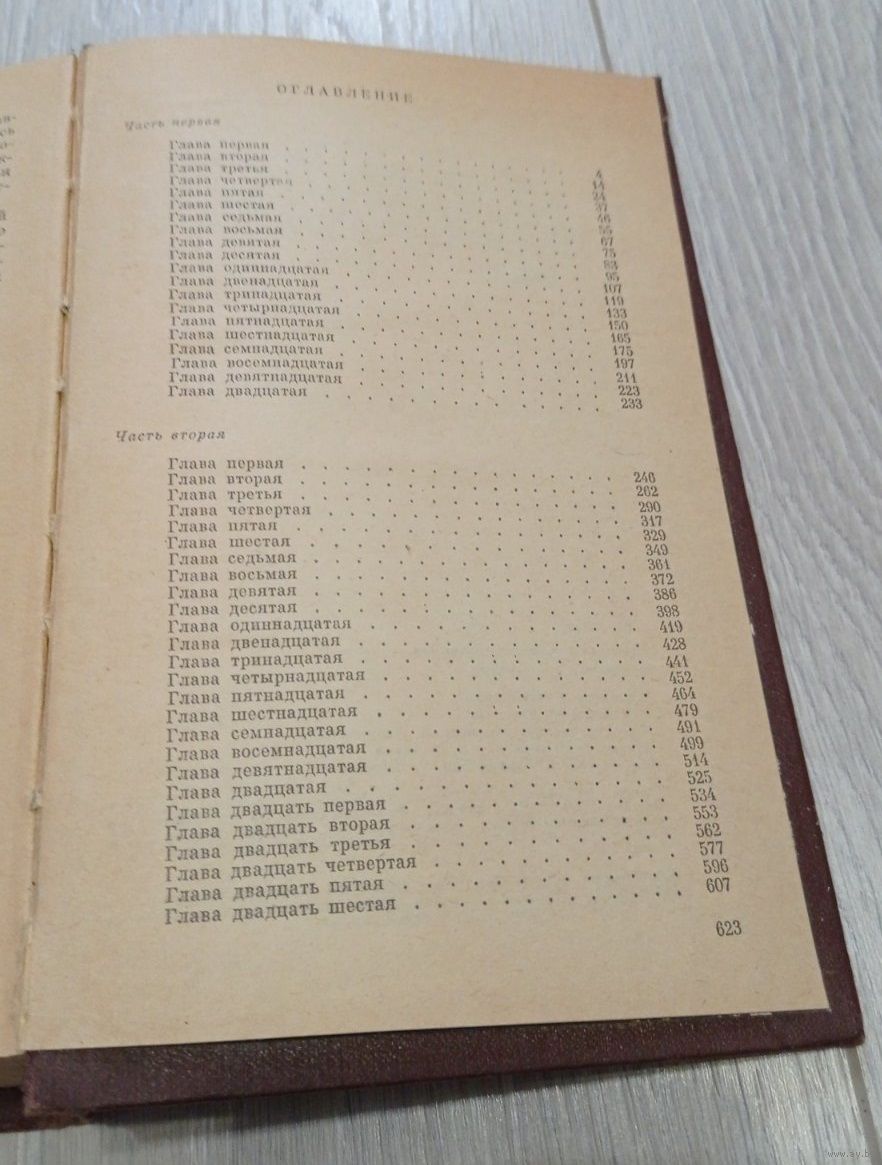 ОГЛАВЛЕНИЕ
Часть первая
Глава первая . . . . . . . . . . . . . . 4
Глава вторая . . . . . . . . . . . . . . 14
Глава третья . . . . . . . . . . . . . . 24
Глава четвертая . . . . . . . . . . . . . 37
Глава пятая . . . . . . . . . . . . . . 46
Глава шестая . . . . . . . . . . . . . . 55
Глава седьмая . . . . . . . . . . . . . 67
Глава восьмая . . . . . . . . . . . . . 75
Глава девятая . . . . . . . . . . . . . 83
Глава десятая . . . . . . . . . . . . . 95
Глава одиннадцатая . . . . . . . . . . . 107
Глава двенадцатая . . . . . . . . . . . . 119
Глава тринадцатая . . . . . . . . . . . . 133
Глава четырнадцатая . . . . . . . . . . . 150
Глава пятнадцатая . . . . . . . . . . . . 165
Глава шестнадцатая . . . . . . . . . . . 175
Глава семнадцатая . . . . . . . . . . . . 197
Глава восемнадцатая . . . . . . . . . . . 211
Глава девятнадцатая . . . . . . . . . . . 223
Глава двадцатая . . . . . . . . . . . . . 233
Часть вторая
Глава первая . . . . . . . . . . . . . . 246
Глава вторая . . . . . . . . . . . . . . 262
Глава третья . . . . . . . . . . . . . . 290
Глава четвертая . . . . . . . . . . . . . 317
Глава пятая . . . . . . . . . . . . . . 329
Глава шестая . . . . . . . . . . . . . . 349
Глава седьмая . . . . . . . . . . . . . 361
Глава восьмая . . . . . . . . . . . . . 372
Глава девятая . . . . . . . . . . . . . 386
Глава десятая . . . . . . . . . . . . . 398
Глава одиннадцатая . . . . . . . . . . . 419
Глава двенадцатая . . . . . . . . . . . . 428
Глава тринадцатая . . . . . . . . . . . . 441
Глава четырнадцатая . . . . . . . . . . . 452
Глава пятнадцатая . . . . . . . . . . . . 464
Глава шестнадцатая . . . . . . . . . . . 479
Глава семнадцатая . . . . . . . . . . . . 491
Глава восемнадцатая . . . . . . . . . . . 499
Глава девятнадцатая . . . . . . . . . . . 514
Глава двадцатая . . . . . . . . . . . . . 525
Глава двадцать первая . . . . . . . . . . 534
Глава двадцать вторая . . . . . . . . . . 553
Глава двадцать третья . . . . . . . . . . 562
Глава двадцать четвертая . . . . . . . . . 577
Глава двадцать пятая . . . . . . . . . . 596
Глава двадцать шестая . . . . . . . . . . 607
623
www.ay.b